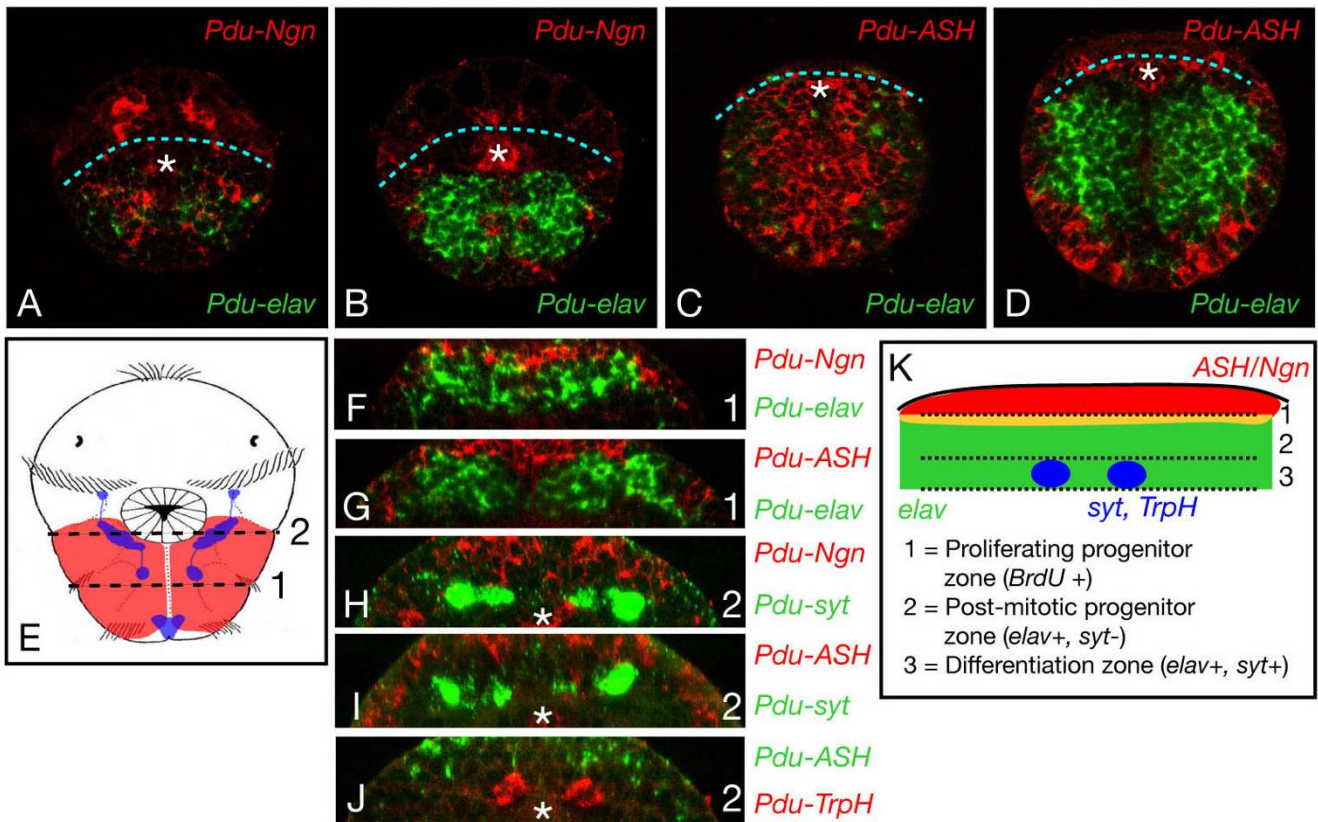 Pdu-Ngn
*
A
Pdu-elav
Pdu-Ngn
*
B
Pdu-elav
Pdu-ASH
*
C
Pdu-elav
Pdu-ASH
*
D
Pdu-elav
2
1
E
Pdu-Ngn
F
1
Pdu-elav
Pdu-ASH
G
1
Pdu-elav
Pdu-Ngn
H
*
2
Pdu-syt
Pdu-ASH
I
*
2
Pdu-syt
Pdu-ASH
J
*
2
Pdu-TrpH
K
ASH/Ngn
1
2
3
elav
syt, TrpH
1 = Proliferating progenitor
zone (BrdU +)
2 = Post-mitotic progenitor
zone (elav+, syt-)
3 = Differentiation zone (elav+, syt+)